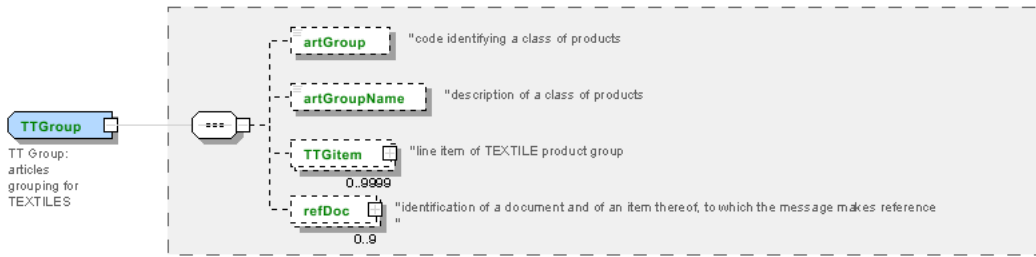 artGroup
"code identifying a class of products
artGroupName
"description of a class of products
TTGroup
TT Group:
articles
grouping for
TEXTILES
TTGitem
"line item of TEXTILE product group
0..9999
refDoc
"identification of a document and of an item thereof, to which the message makes reference
"
0..9